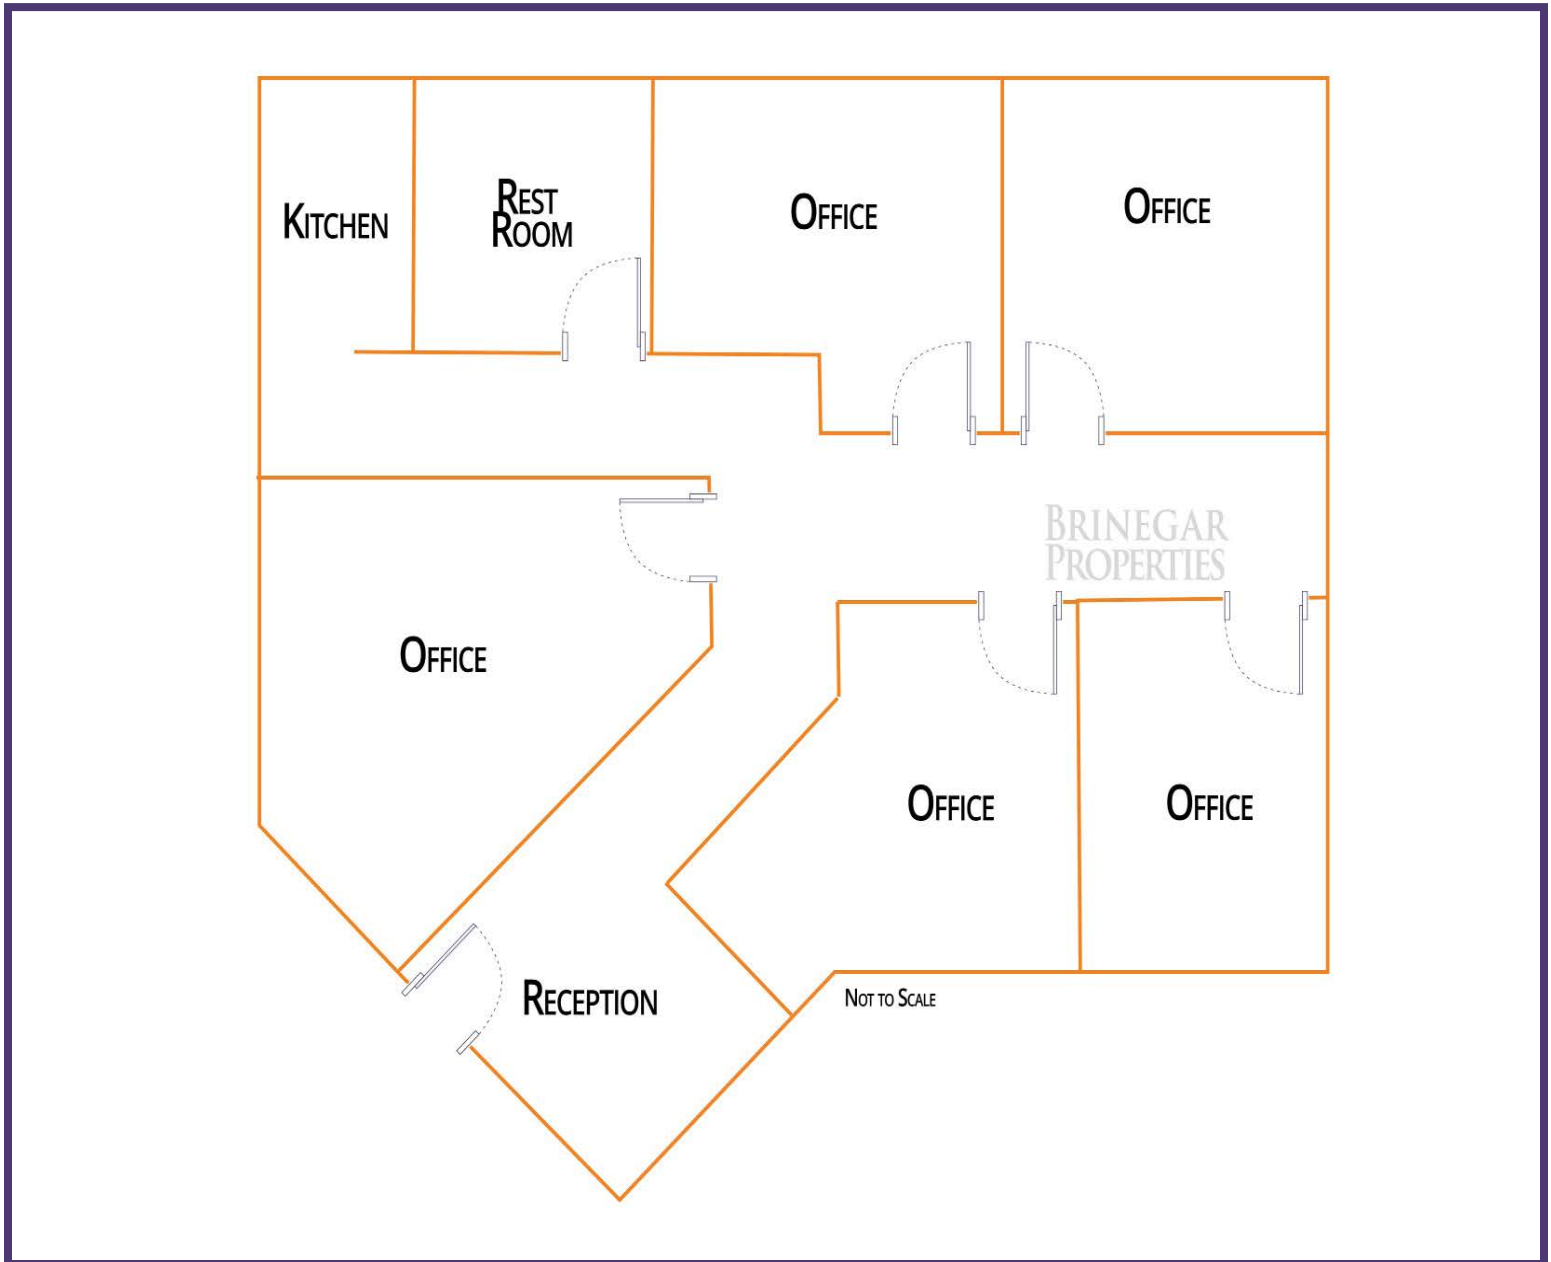 Kitchen
Rest
Room
Office
Office
Brinegar
Properties
Office
Office
Office
Reception
Not to Scale